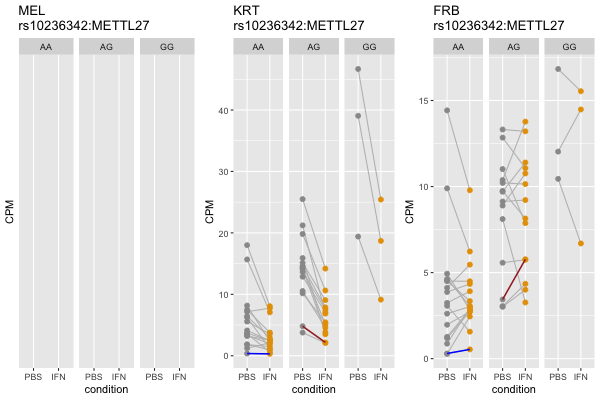 MEL
rs10236342:METTL27
AA AG GG
CPM
PBS IFN PBS IFN PBS IFN
condition
KRT
rs10236342:METTL27
AA AG GG
CPM
40
30
20
10
0
PBS IFN PBS IFN PBS IFN
condition
FRB
rs10236342:METTL27
AA AG GG
CPM
15
10
5
0
PBS IFN PBS IFN PBS IFN
condition